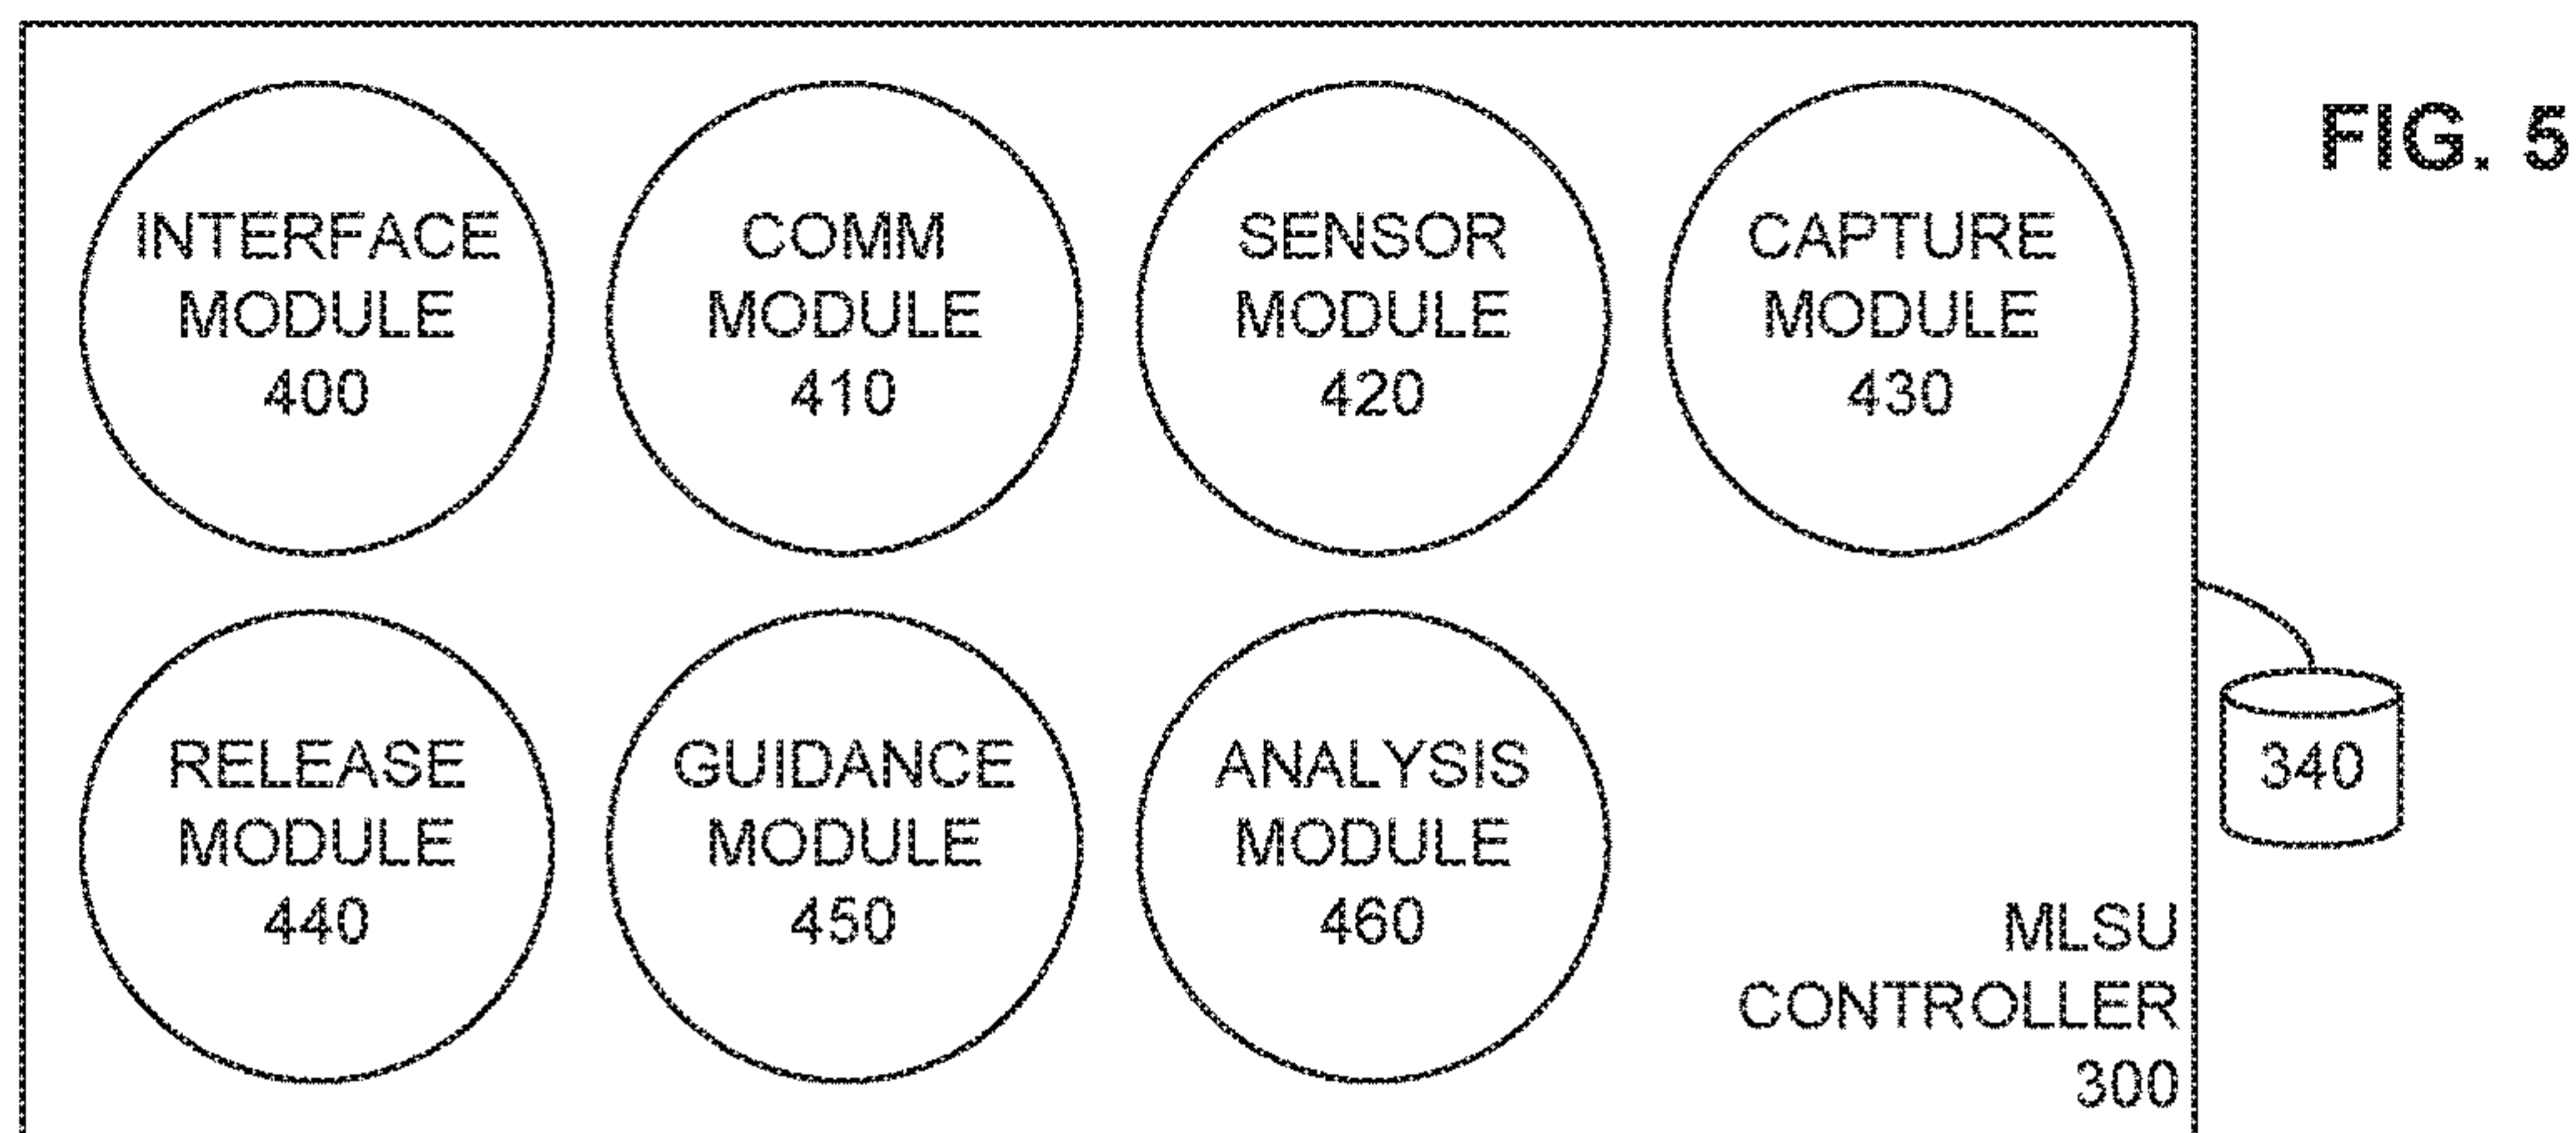 FIG. 5
INTERFACE
MODULE
400
COMM
MODULE
410
SENSOR
MODULE
420
CAPTURE
MODULE
430
RELEASE
MODULE
440
GUIDANCE
MODULE
450
ANALYSIS
MODULE
460
340
MLSU
CONTROLLER
300